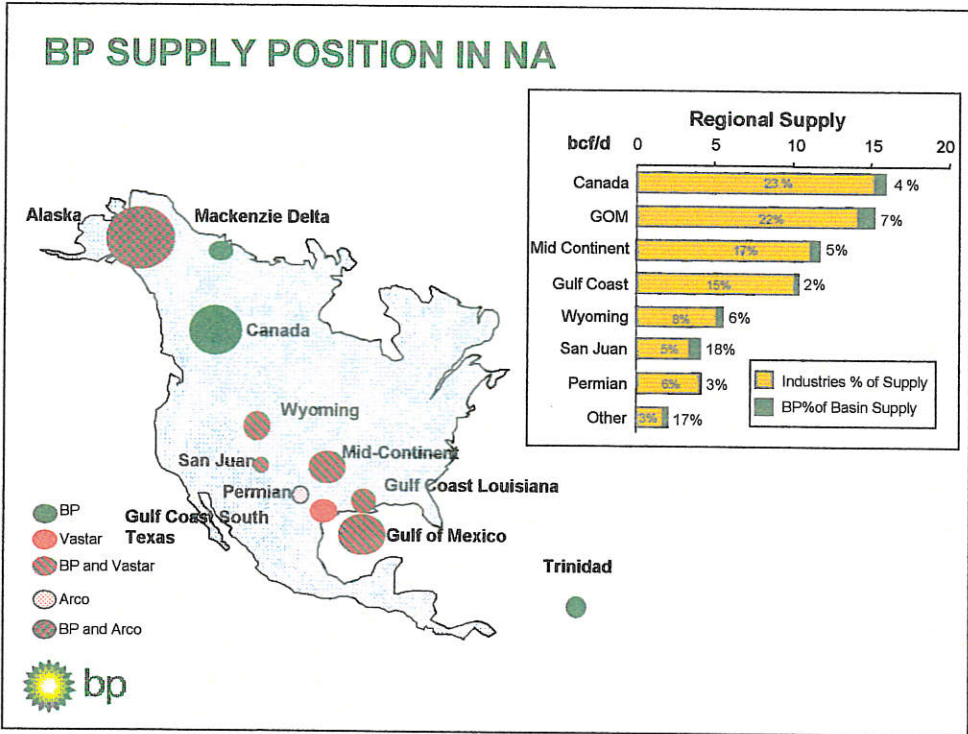 BP SUPPLY POSITION IN NA
Regional Supply
bcf/d 0 5 10 15 20
Canada 23 % 4 %
GOM 22% 7%
Mid Continent 17% 5%
Gulf Coast 15% 2%
Wyoming 8% 6%
San Juan 5% 18%
Permian 6% 3%
Other 3% 17%
Industries % of Supply
BP%of Basin Supply
Alaska
Mackenzie Delta
Canada
Wyoming
San Juan
Mid-Continent
Permian
Gulf Coast Louisiana
Gulf Coast South
Texas
Gulf of Mexico
Trinidad
BP
Vastar
BP and Vastar
Arco
BP and Arco
bp